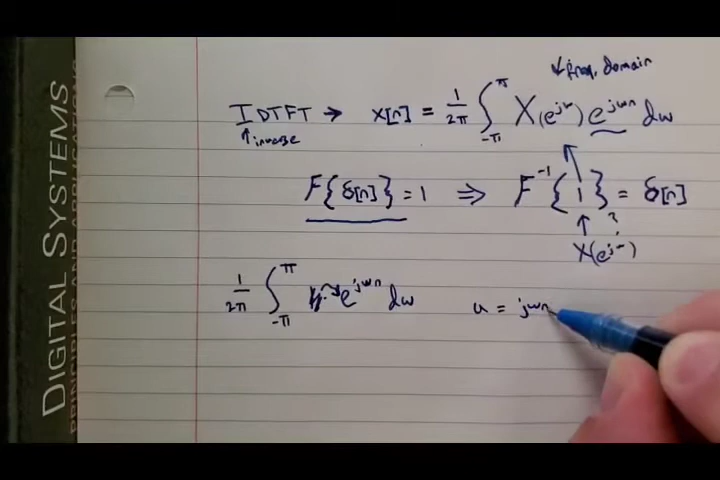 DIGITAL SYSTEMS
PRINCIPLES AND APPLICATIONS
↓ freq. domain
IDTFT → x[n] = 1/2π ∫_{-π}^{π} X(e^{jω}) e^{jωn} dω
↑ inverse
F{δ[n]} = 1 ⇒ F^{-1}{1} = δ[n]
?
X(e^{jω})
1/2π ∫_{-π}^{π} e^{jωn} dω u = jωn